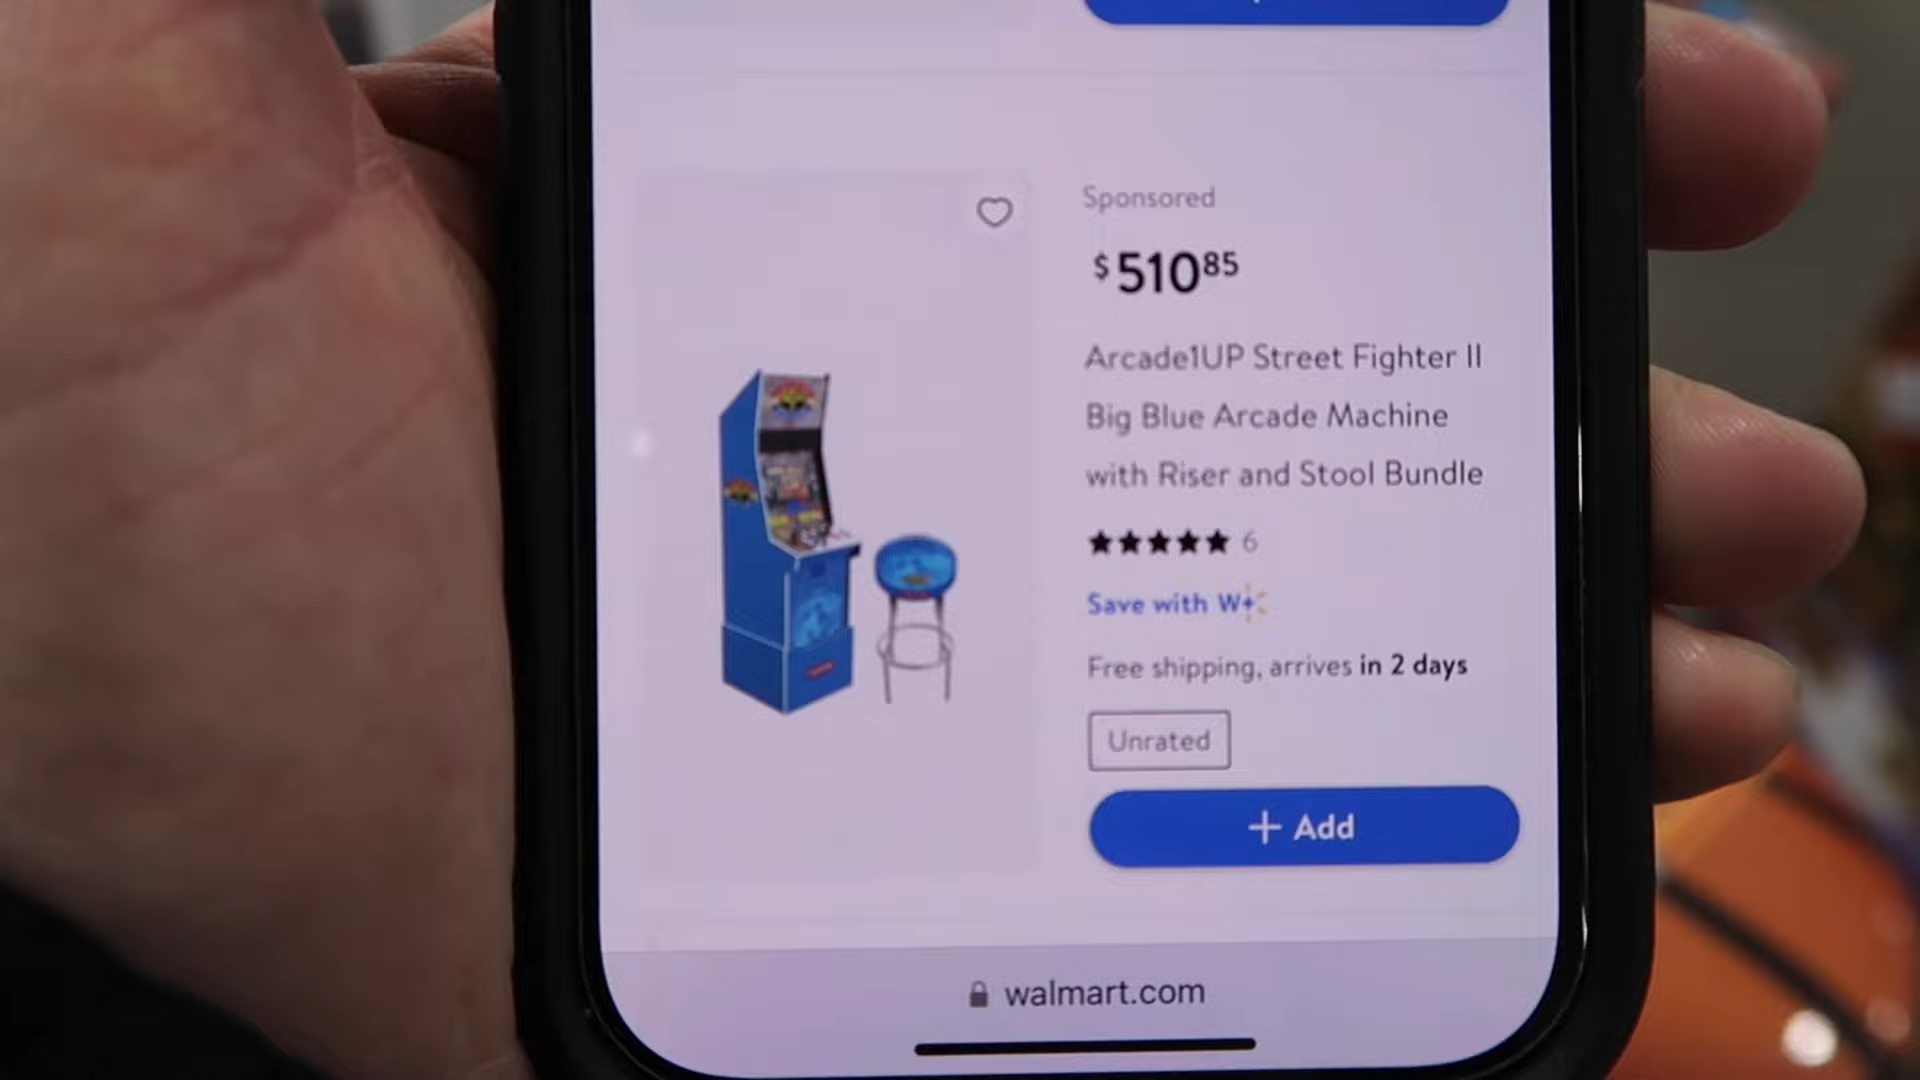 Sponsored
$51085
Arcade1UP Street Fighter II
Big Blue Arcade Machine
with Riser and Stool Bundle
6
Save with W+
Free shipping, arrives in 2 days
Unrated
+ Add
walmart.com